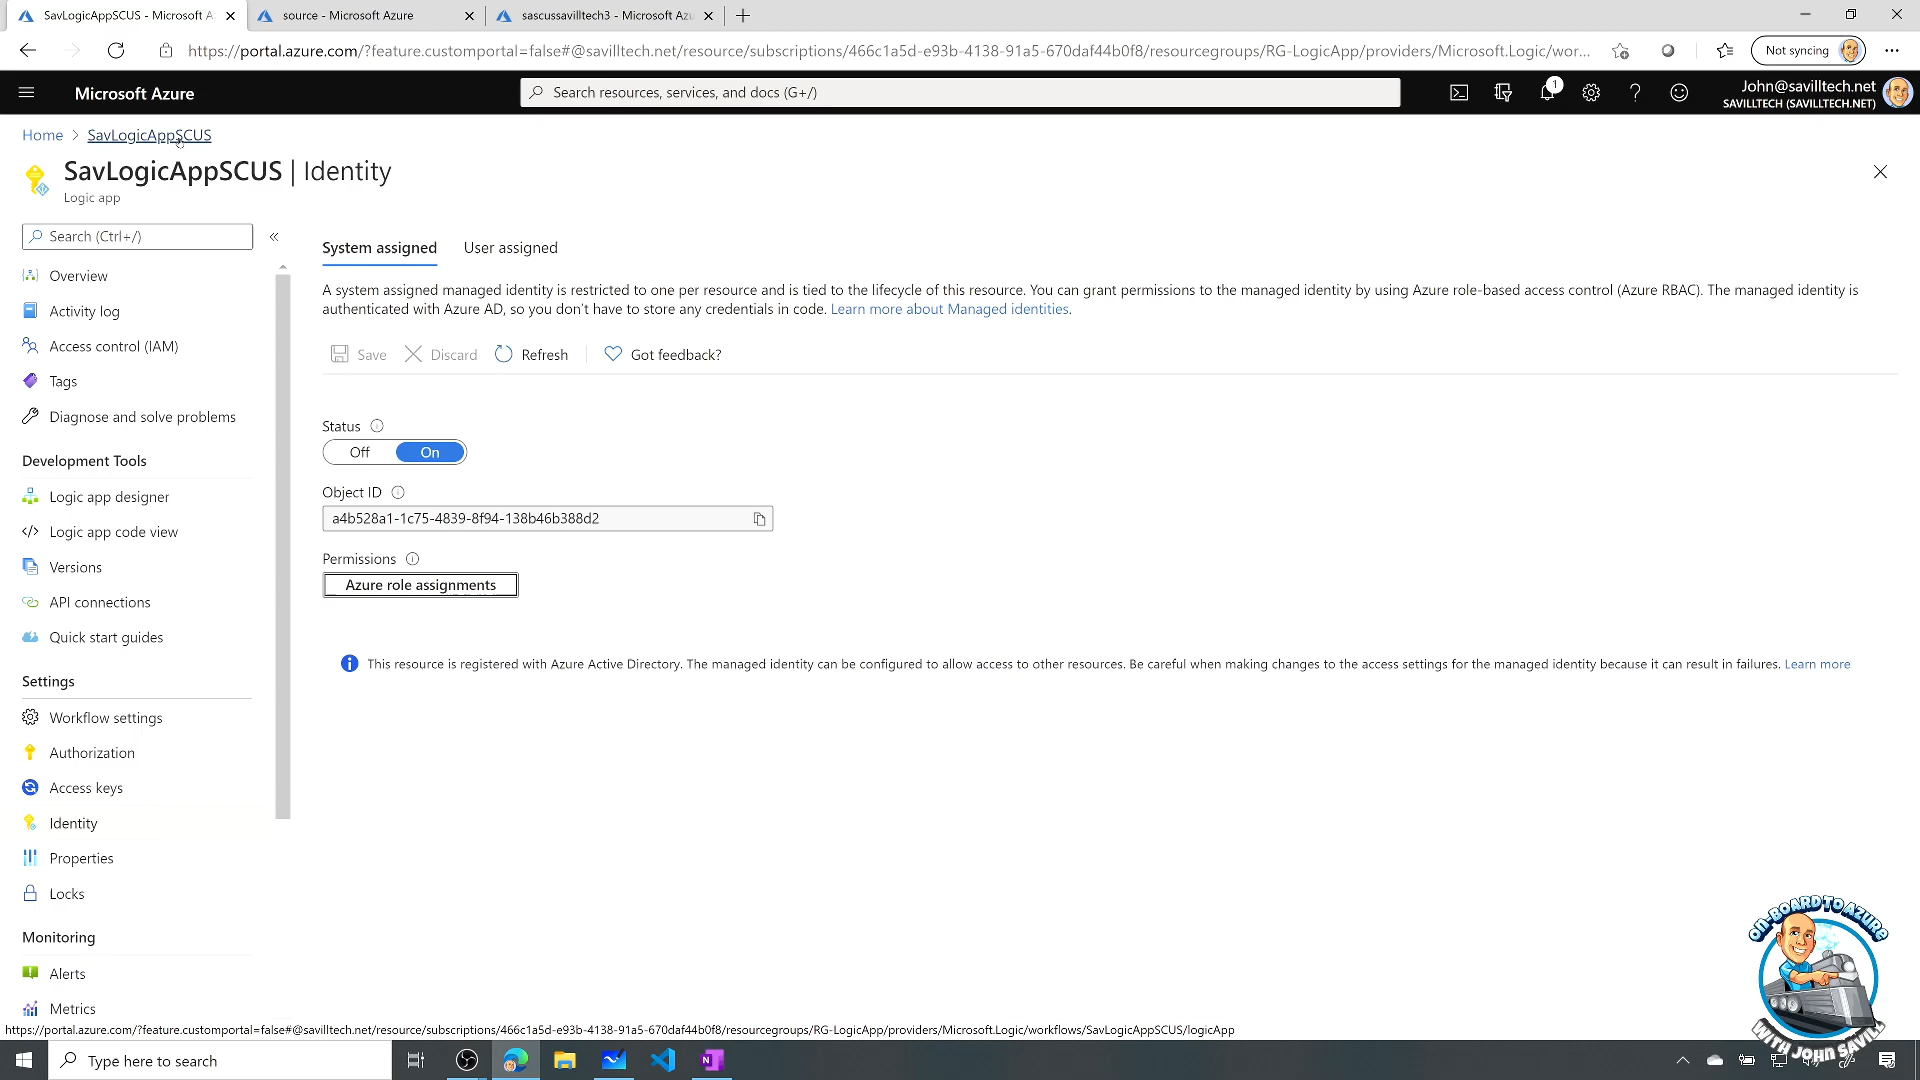 SavLogicAppSCUS - Microsoft A
source - Microsoft Azure
sascussavilltech3 - Microsoft Azu
https://portal.azure.com/?feature.customportal=false#@savilltech.net/resource/subscriptions/466c1a5d-e93b-4138-91a5-670daf44b0f8/resourcegroups/RG-LogicApp/providers/Microsoft.Logic/wor...
Not syncing
Microsoft Azure
Search resources, services, and docs (G+/)
1
John@savilltech.net
SAVILLTECH (SAVILLTECH.NET)
Home > SavLogicAppSCUS
SavLogicAppSCUS | Identity
Logic app
Search (Ctrl+/)
«
Overview
Activity log
Access control (IAM)
Tags
Diagnose and solve problems
Development Tools
Logic app designer
Logic app code view
Versions
API connections
Quick start guides
Settings
Workflow settings
Authorization
Access keys
Identity
Properties
Locks
Monitoring
Alerts
Metrics
System assigned
User assigned
A system assigned managed identity is restricted to one per resource and is tied to the lifecycle of this resource. You can grant permissions to the managed identity by using Azure role-based access control (Azure RBAC). The managed identity is
authenticated with Azure AD, so you don't have to store any credentials in code. Learn more about Managed identities.
Save
Discard
Refresh
Got feedback?
Status
Off
On
Object ID
a4b528a1-1c75-4839-8f94-138b46b388d2
Permissions
Azure role assignments
This resource is registered with Azure Active Directory. The managed identity can be configured to allow access to other resources. Be careful when making changes to the access settings for the managed identity because it can result in failures. Learn more
ON-BOARD TO AZURE
WITH JOHN SAVILL
https://portal.azure.com/?feature.customportal=false#@savilltech.net/resource/subscriptions/466c1a5d-e93b-4138-91a5-670daf44b0f8/resourcegroups/RG-LogicApp/providers/Microsoft.Logic/workflows/SavLogicAppSCUS/logicApp
Type here to search